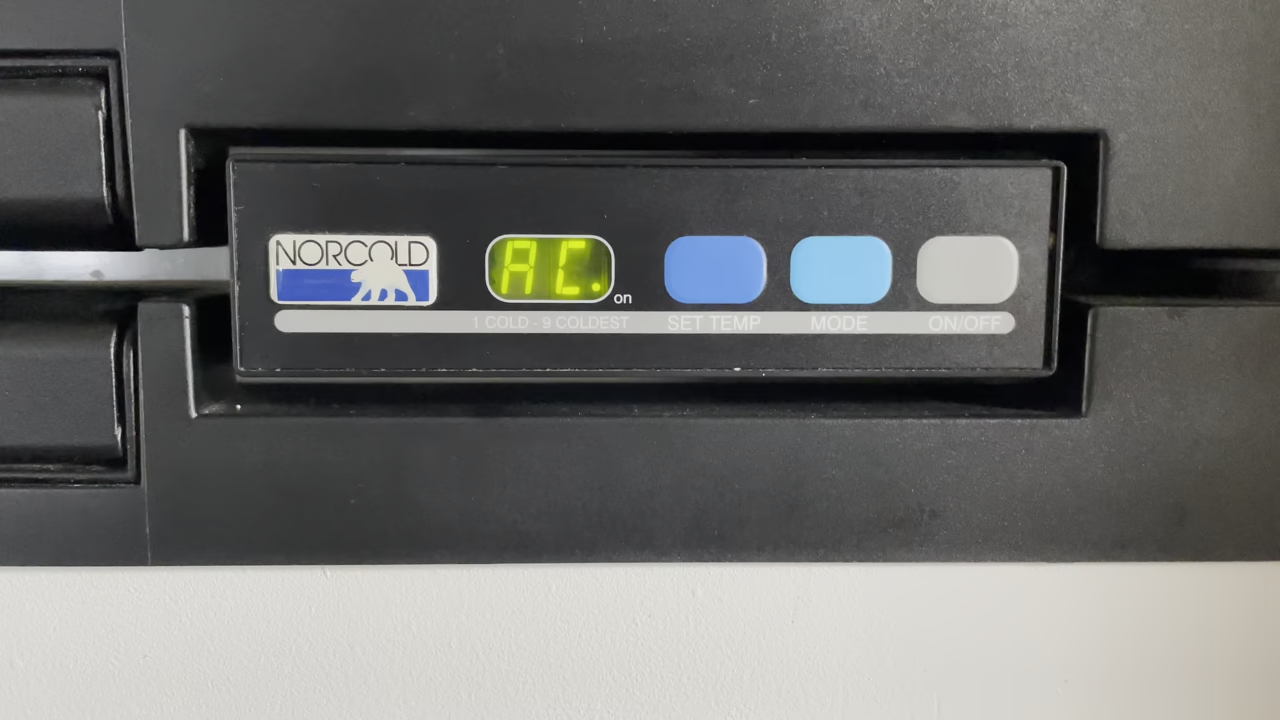 NORCOLD
AC.
on
1 COLD - 9 COLDEST
SET TEMP
MODE
ON/OFF